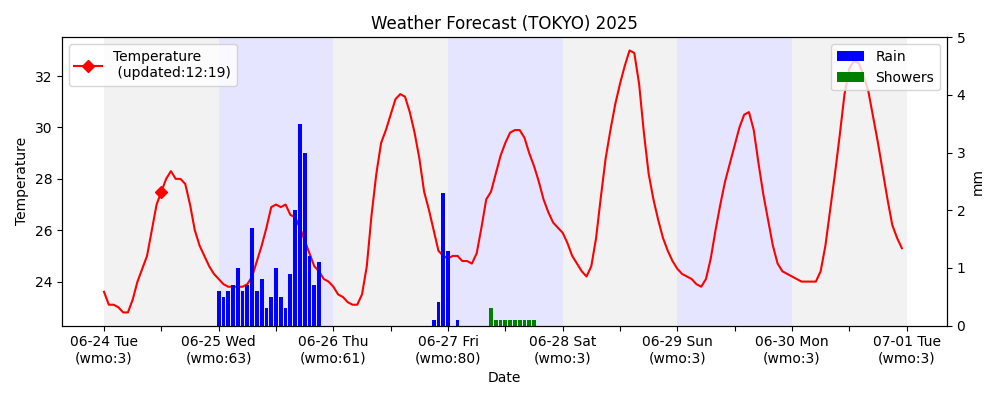 Weather Forecast (TOKYO) 2025
Temperature
(updated:12:19)
Rain
Showers
Temperature
32
30
28
26
24
5
4
3
2
1
0
mm
06-24 Tue
(wmo:3)
06-25 Wed
(wmo:63)
06-26 Thu
(wmo:61)
06-27 Fri
(wmo:80)
06-28 Sat
(wmo:3)
06-29 Sun
(wmo:3)
06-30 Mon
(wmo:3)
07-01 Tue
(wmo:3)
Date